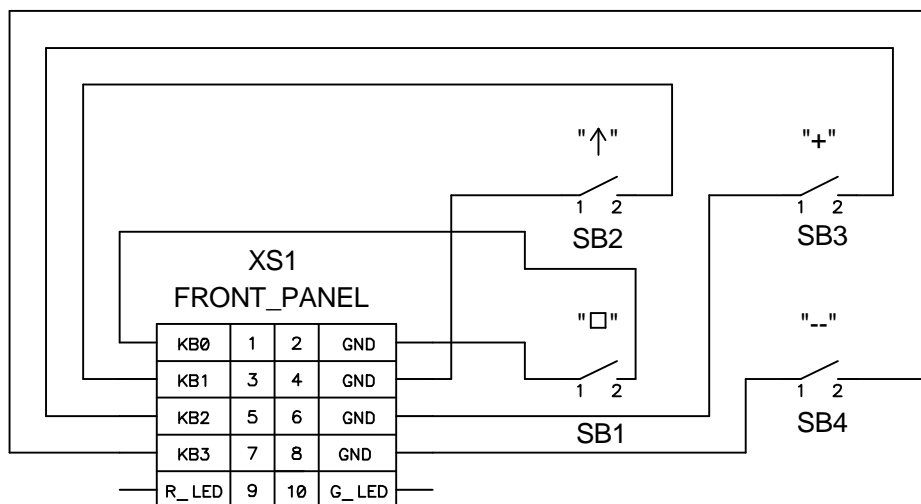 "↑" "+"
1 2 1 2
SB2 SB3
XS1
FRONT_PANEL
"□" "--"
KB0 1 2 GND
KB1 3 4 GND
1 2 1 2
SB1 SB4
KB2 5 6 GND
KB3 7 8 GND
R_LED 9 10 G_LED